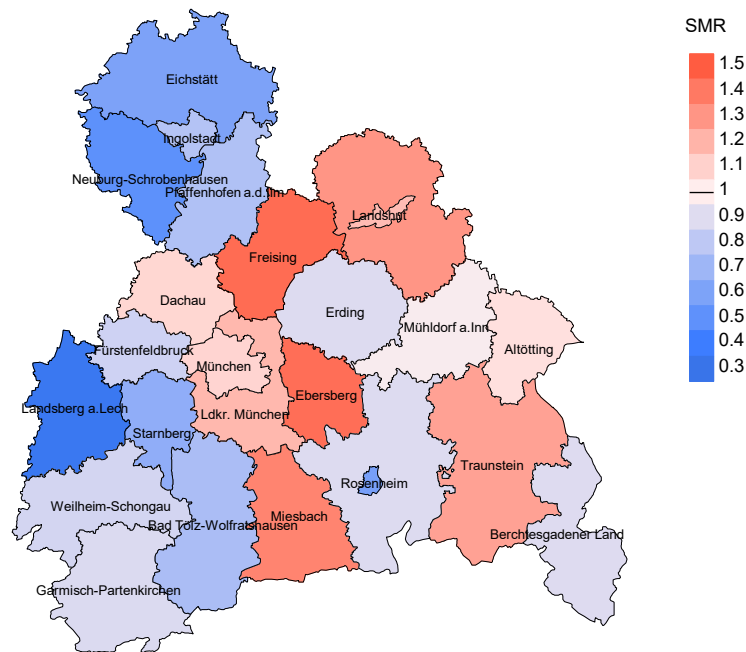 SMR
1.5
1.4
1.3
1.2
1.1
1
0.9
0.8
0.7
0.6
0.5
0.4
0.3
Eichstätt
Ingolstadt
Neuburg-Schrobenhausen
Pfaffenhofen a.d.Ilm
Landshut
Freising
Dachau
Erding
Mühldorf a.Inn
Altötting
Fürstenfeldbruck
München
Ebersberg
Landsberg a.Lech
Ldkr. München
Starnberg
Traunstein
Rosenheim
Weilheim-Schongau
Miesbach
Bad Tölz-Wolfratshausen
Berchtesgadener Land
Garmisch-Partenkirchen